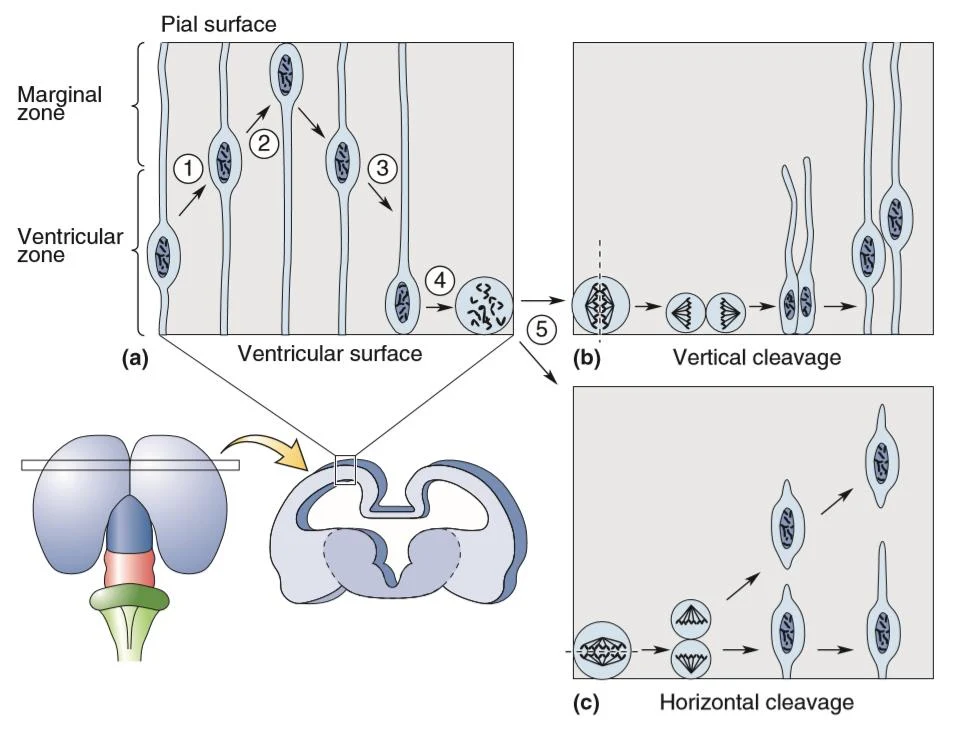 Pial surface
Marginal
zone
Ventricular
zone
1
2
3
4
5
(a)
Ventricular surface
(b)
Vertical cleavage
(c)
Horizontal cleavage